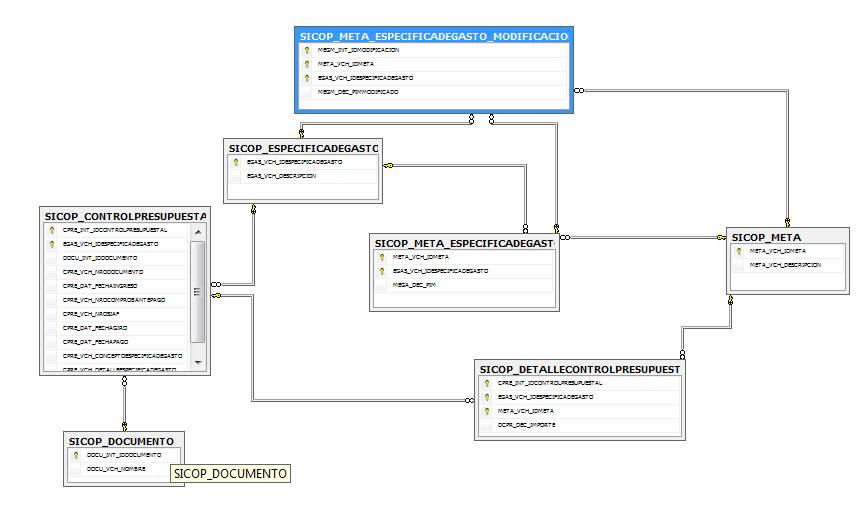 SICOP_META_ESPECIFICADEGASTO_MODIFICACIO
MEGM_INT_IDMODIFICACION
META_VCH_IDMETA
EGAS_VCH_IDESPECIFICADEGASTO
MEGM_DEC_PIMMODIFICADO
SICOP_ESPECIFICADEGASTO
EGAS_VCH_IDESPECIFICADEGASTO
EGAS_VCH_DESCRIPCION
SICOP_CONTROLPRESUPUESTA
CPRE_INT_IDCONTROLPRESUPUESTAL
EGAS_VCH_IDESPECIFICADEGASTO
DOCU_INT_IDDOCUMENTO
CPRE_VCH_NRODOCUMENTO
CPRE_DAT_FECHAINGRESO
CPRE_VCH_NROCOMPROBANTEPAGO
CPRE_VCH_NROSIAF
CPRE_DAT_FECHAGIRO
CPRE_DAT_FECHAPAGO
CPRE_VCH_CONCEPTOESPECIFICADEGASTO
CPRE_VCH_DETALLEESPECIFICADEGASTO
SICOP_META_ESPECIFICADEGAST
META_VCH_IDMETA
EGAS_VCH_IDESPECIFICADEGASTO
MEGA_DEC_PIM
SICOP_META
META_VCH_IDMETA
META_VCH_DESCRIPCION
SICOP_DETALLECONTROLPRESUPUEST
CPRE_INT_IDCONTROLPRESUPUESTAL
EGAS_VCH_IDESPECIFICADEGASTO
META_VCH_IDMETA
DCPR_DEC_IMPORTE
SICOP_DOCUMENTO
DOCU_INT_IDDOCUMENTO
DOCU_VCH_NOMBRE
SICOP_DOCUMENTO